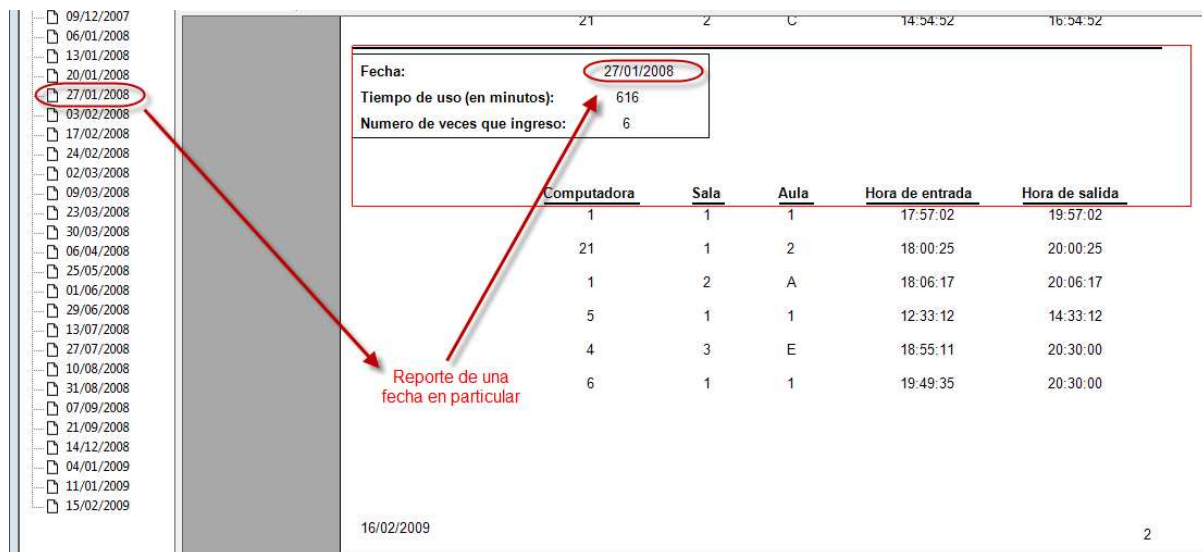 09/12/2007
06/01/2008
13/01/2008
20/01/2008
27/01/2008
03/02/2008
17/02/2008
24/02/2008
02/03/2008
09/03/2008
23/03/2008
30/03/2008
06/04/2008
25/05/2008
01/06/2008
29/06/2008
13/07/2008
27/07/2008
10/08/2008
31/08/2008
07/09/2008
21/09/2008
14/12/2008
04/01/2009
11/01/2009
15/02/2009
21 2 C 14:54:52 16:54:52
Fecha: 27/01/2008
Tiempo de uso (en minutos): 616
Numero de veces que ingreso: 6
Computadora Sala Aula Hora de entrada Hora de salida
1 1 1 17:57:02 19:57:02
21 1 2 18:00:25 20:00:25
1 2 A 18:06:17 20:06:17
5 1 1 12:33:12 14:33:12
4 3 E 18:55:11 20:30:00
6 1 1 19:49:35 20:30:00
Reporte de una
fecha en particular
16/02/2009
2